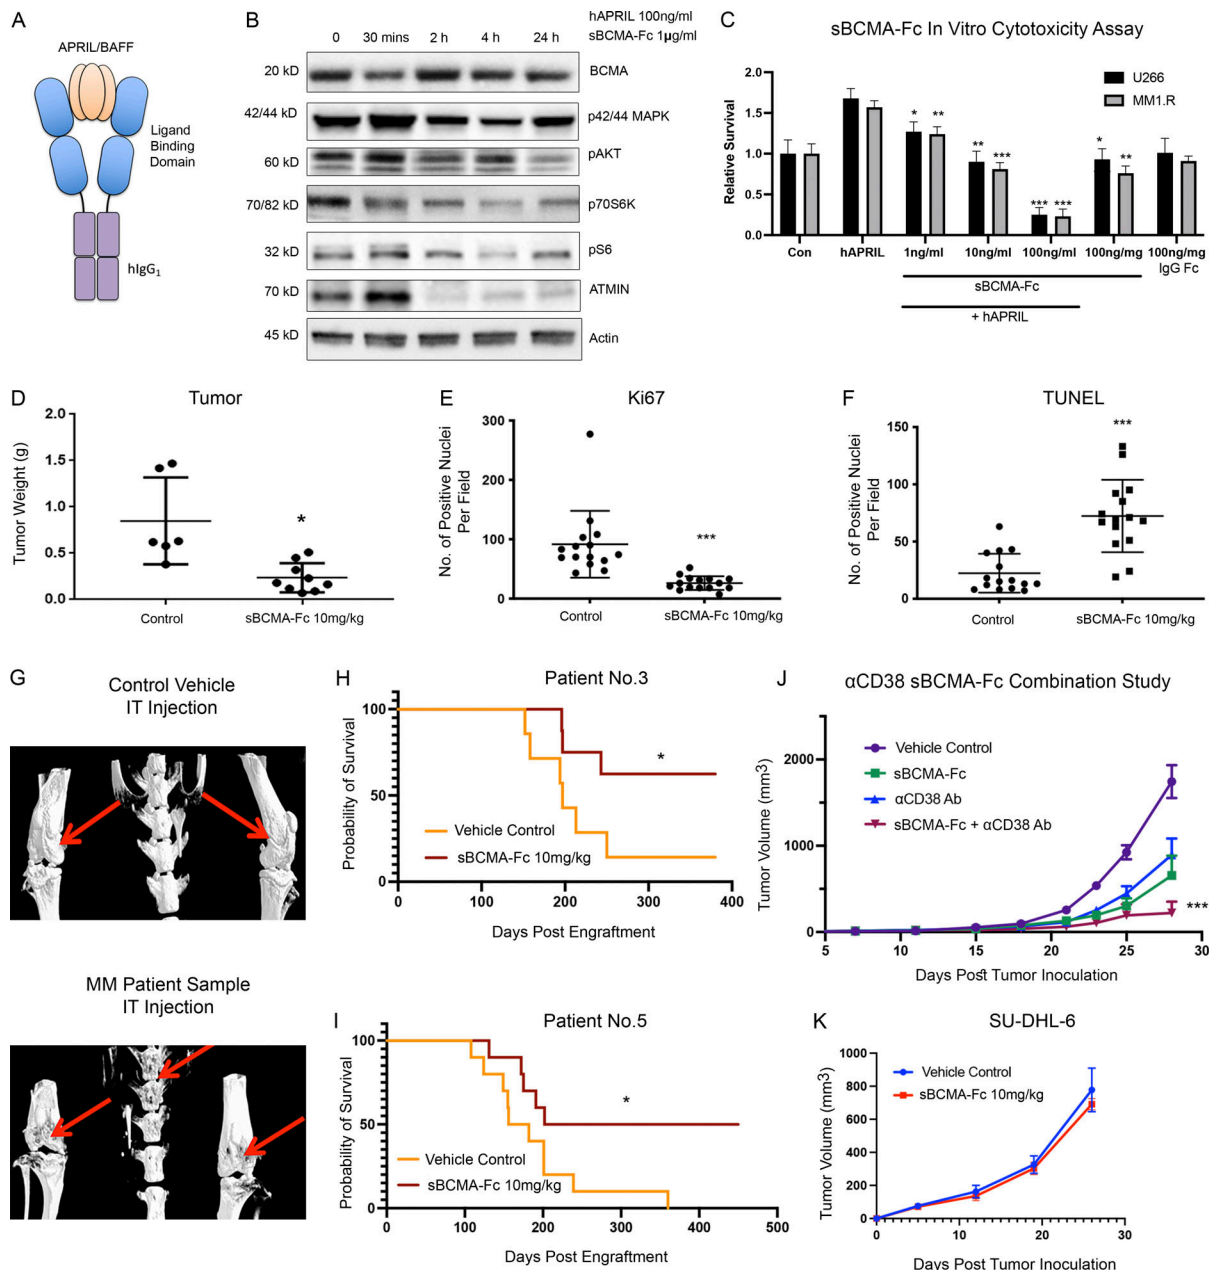 A
APRIL/BAFF
Ligand
Binding
Domain
hIgG1
B
hAPRIL 100ng/ml
0 30 mins 2 h 4 h 24 h sBCMA-Fc 1µg/ml
20 kD BCMA
42/44 kD p42/44 MAPK
60 kD pAKT
70/82 kD p70S6K
32 kD pS6
70 kD ATMIN
45 kD Actin
C
sBCMA-Fc In Vitro Cytotoxicity Assay
Relative Survival
2.0
1.5
1.0
0.5
0.0
U266
MM1.R
* ** ** *** *** *** * **
Con hAPRIL 1ng/ml 10ng/ml 100ng/ml 100ng/mg 100ng/mg
IgG Fc
sBCMA-Fc
+ hAPRIL
D
Tumor
Tumor Weight (g)
2.0
1.5
1.0
0.5
0.0
*
Control sBCMA-Fc 10mg/kg
E
Ki67
No. of Positive Nuclei
Per Field
300
200
100
0
***
Control sBCMA-Fc 10mg/kg
F
TUNEL
No. of Positive Nuclei
Per Field
150
100
50
0
***
Control sBCMA-Fc 10mg/kg
G
Control Vehicle
IT Injection
MM Patient Sample
IT Injection
H
Patient No.3
Probability of Survival
100
50
0
*
Vehicle Control
sBCMA-Fc 10mg/kg
0 100 200 300 400
Days Post Engraftment
I
Patient No.5
Probability of Survival
100
50
0
*
Vehicle Control
sBCMA-Fc 10mg/kg
0 100 200 300 400 500
Days Post Engraftment
J
αCD38 sBCMA-Fc Combination Study
Tumor Volume (mm3)
2000
1000
0
Vehicle Control
sBCMA-Fc
αCD38 Ab
sBCMA-Fc + αCD38 Ab
***
5 10 15 20 25 30
Days Post Tumor Inoculation
K
SU-DHL-6
Tumor Volume (mm3)
1000
800
600
400
200
0
Vehicle Control
sBCMA-Fc 10mg/kg
0 10 20 30
Days Post Tumor Inoculation